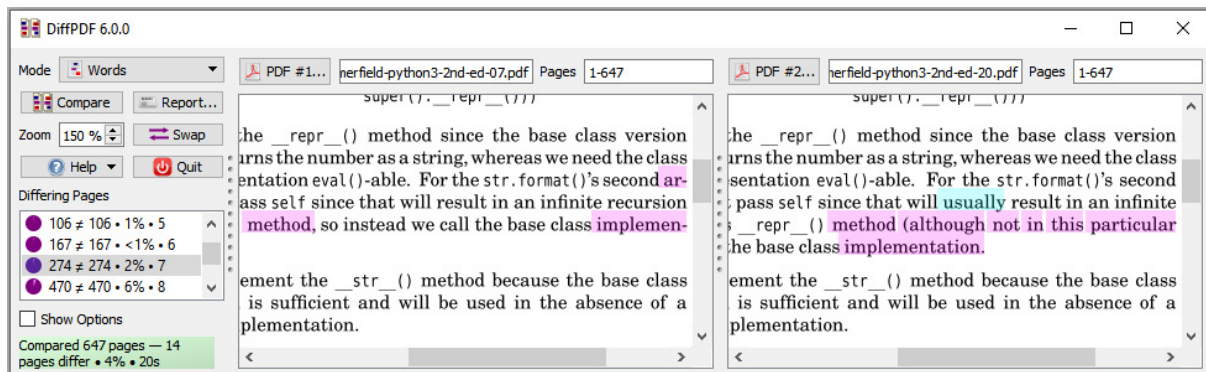 DiffPDF 6.0.0
Mode Words
Compare Report...
Zoom 150 % Swap
Help Quit
Differing Pages
106 ≠ 106 • 1% • 5
167 ≠ 167 • <1% • 6
274 ≠ 274 • 2% • 7
470 ≠ 470 • 6% • 8
Show Options
Compared 647 pages — 14
pages differ • 4% • 20s
PDF #1... nerfield-python3-2nd-ed-07.pdf Pages 1-647
super().__repr__()))
the __repr__() method since the base class version
urns the number as a string, whereas we need the class
entation eval()-able. For the str.format()'s second ar-
ass self since that will result in an infinite recursion
method, so instead we call the base class implemen-
ement the __str__() method because the base class
is sufficient and will be used in the absence of a
plementation.
PDF #2... nerfield-python3-2nd-ed-20.pdf Pages 1-647
super().__repr__()))
the __repr__() method since the base class version
urns the number as a string, whereas we need the class
sentation eval()-able. For the str.format()'s second
pass self since that will usually result in an infinite
__repr__() method (although not in this particular
the base class implementation.
ement the __str__() method because the base class
is sufficient and will be used in the absence of a
plementation.